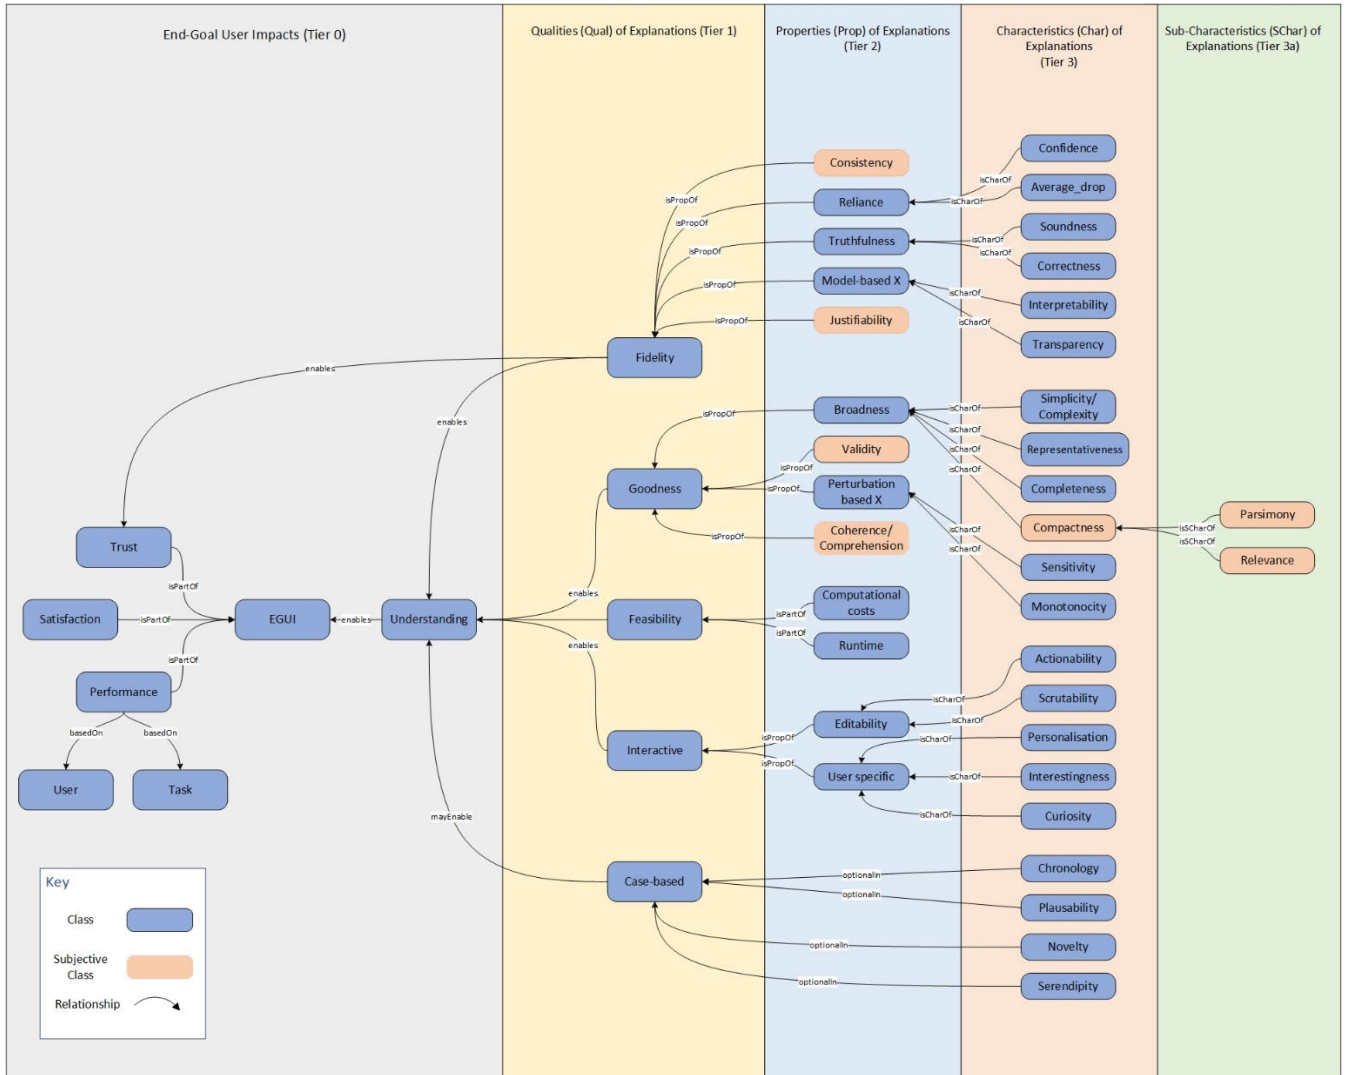 End-Goal User Impacts (Tier 0)
Qualities (Qual) of Explanations (Tier 1)
Properties (Prop) of Explanations
(Tier 2)
Characteristics (Char) of
Explanations
(Tier 3)
Sub-Characteristics (SChar) of
Explanations (Tier 3a)
Consistency
Reliance
Truthfulness
Model-based X
Justifiability
Confidence
Average_drop
Soundness
Correctness
Interpretability
Transparency
isPropOf
isPropOf
isPropOf
isPropOf
isPropOf
isCharOf
isCharOf
isCharOf
isCharOf
isCharOf
isCharOf
Fidelity
enables
enables
Broadness
Validity
Perturbation
based X
Coherence/
Comprehension
Simplicity/
Complexity
Representativeness
Completeness
Compactness
Sensitivity
Monotonocity
isPropOf
isPropOf
isPropOf
isPropOf
isCharOf
isCharOf
isCharOf
isCharOf
isCharOf
isCharOf
Goodness
Parsimony
Relevance
isSCharOf
isSCharOf
Trust
isPartOf
Satisfaction
isPartOf
EGUI
enables
Understanding
isPartOf
Performance
basedOn
basedOn
User
Task
enables
enables
Feasibility
isPartOf
isPartOf
Computational
costs
Runtime
Interactive
isPropOf
isPropOf
Editability
User specific
isCharOf
isCharOf
isCharOf
isCharOf
isCharOf
Actionability
Scrutability
Personalisation
Interestingness
Curiosity
mayEnable
Case-based
optionalIn
optionalIn
optionalIn
optionalIn
Chronology
Plausability
Novelty
Serendipity
Key
Class
Subjective
Class
Relationship